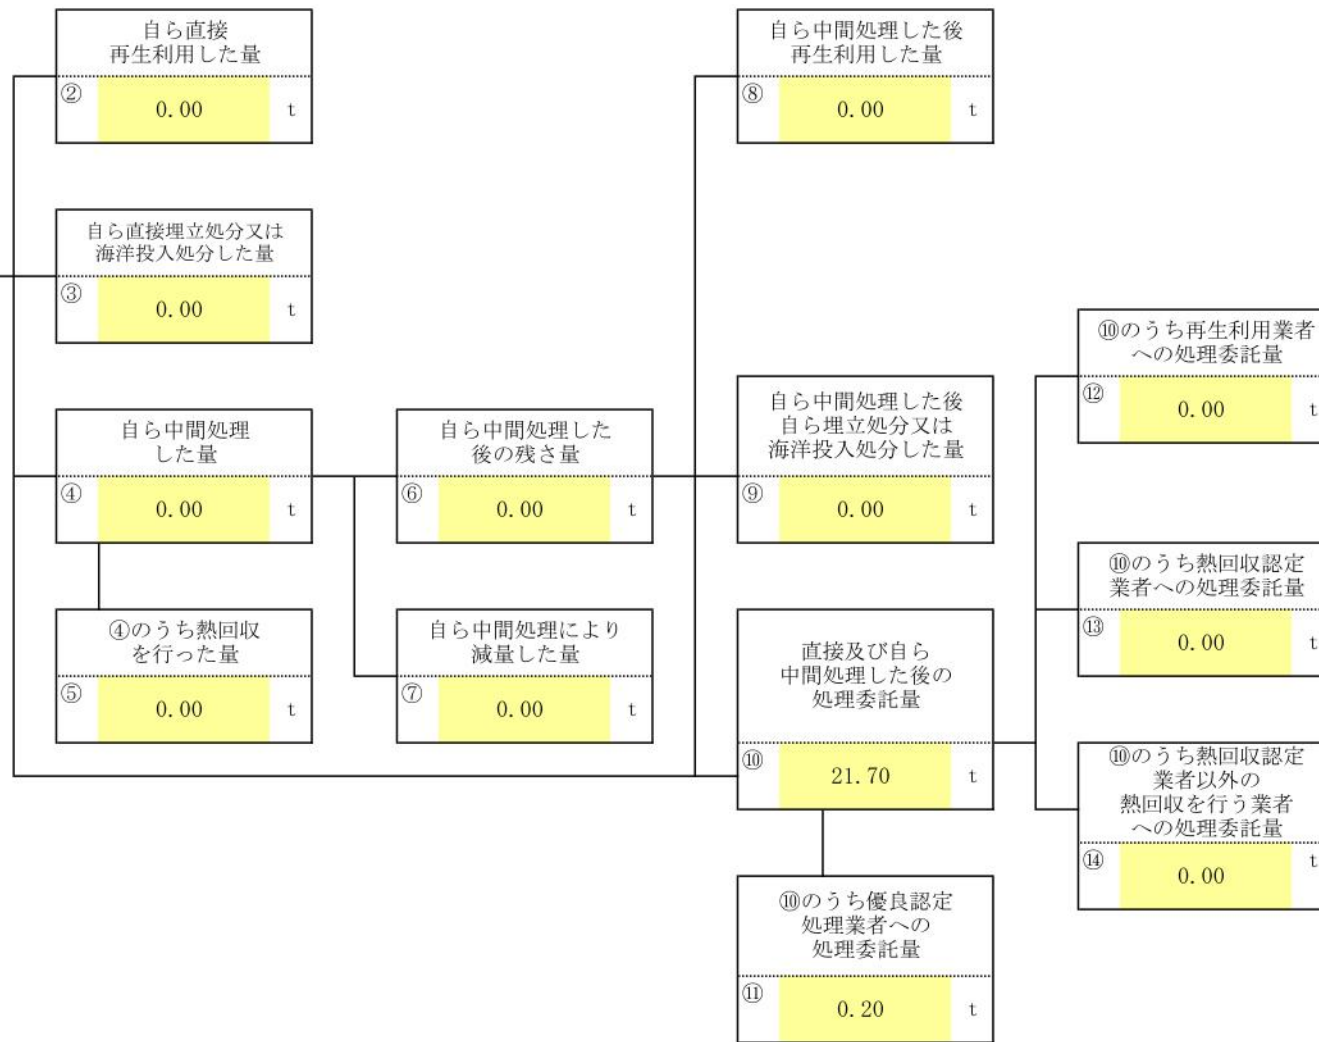 自ら直接
再生利用した量
② 0.00 t
自ら直接埋立処分又は
海洋投入処分した量
③ 0.00 t
自ら中間処理
した量
④ 0.00 t
④のうち熱回収
を行った量
⑤ 0.00 t
自ら中間処理した
後の残さ量
⑥ 0.00 t
自ら中間処理により
減量した量
⑦ 0.00 t
自ら中間処理した後
再生利用した量
⑧ 0.00 t
自ら中間処理した後
自ら埋立処分又は
海洋投入処分した量
⑨ 0.00 t
直接及び自ら
中間処理した後の
処理委託量
⑩ 21.70 t
⑩のうち優良認定
処理業者への
処理委託量
⑪ 0.20 t
⑩のうち再生利用業者
への処理委託量
⑫ 0.00 t
⑩のうち熱回収認定
業者への処理委託量
⑬ 0.00 t
⑩のうち熱回収認定
業者以外の
熱回収を行う業者
への処理委託量
⑭ 0.00 t